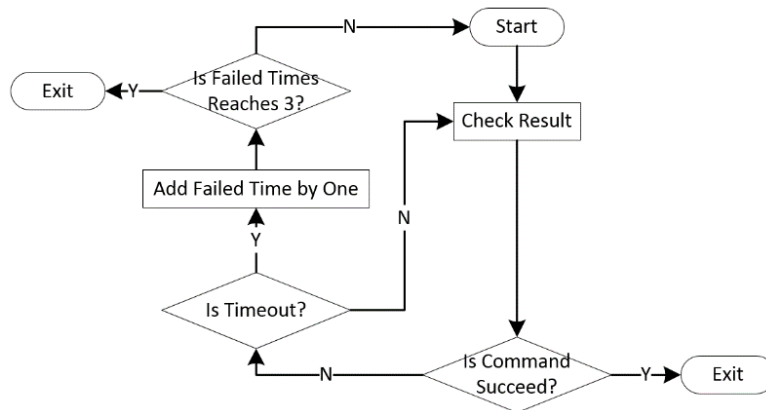 N
Start
Is Failed Times
Reaches 3?
Y
Exit
Check Result
Add Failed Time by One
N
Y
Is Timeout?
Is Command
Succeed?
N
Y
Exit